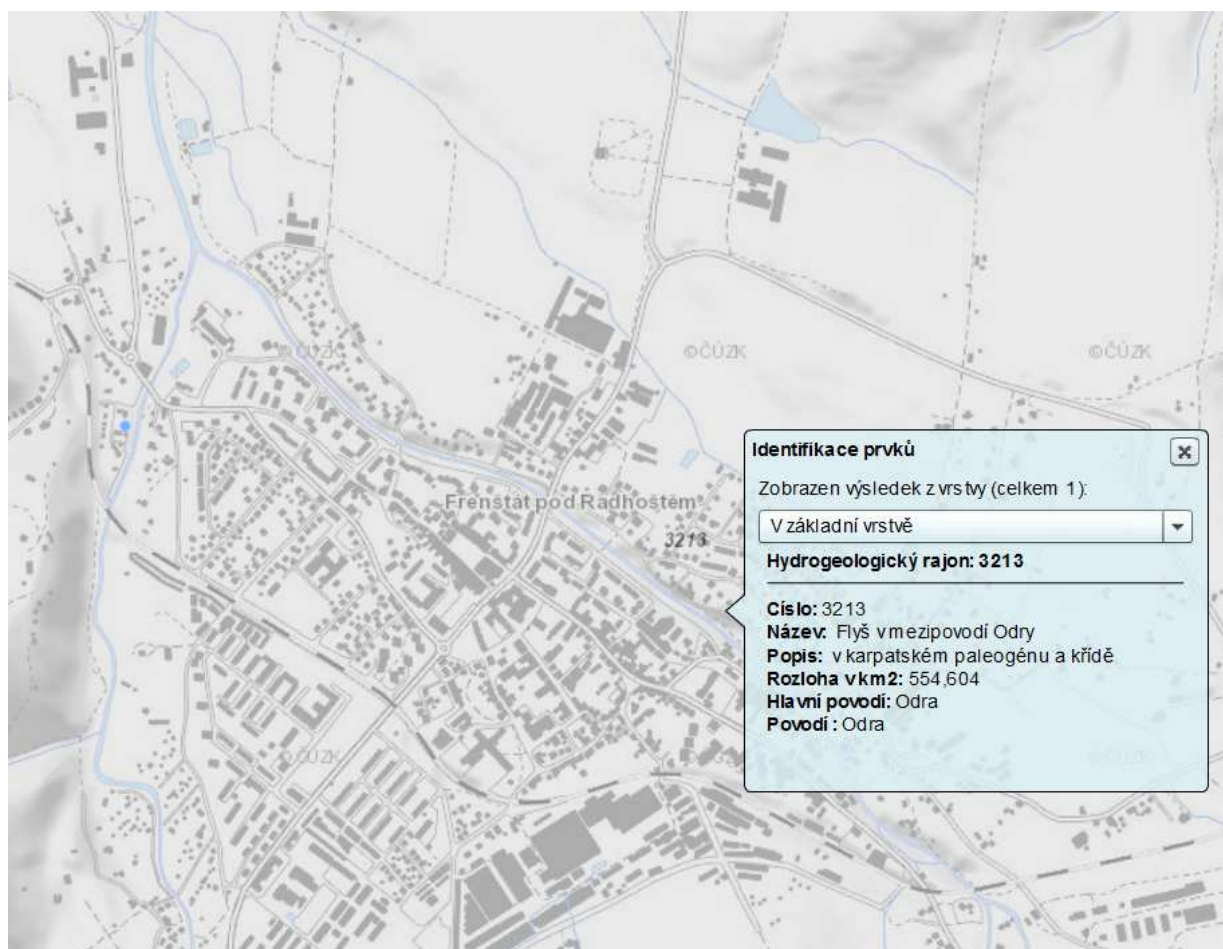 ©ČÚZK
©ČÚZK
©ČÚZK
Frenštát pod Radhoštěm
3213
Identifikace prvků
Zobrazen výsledek z vrstvy (celkem 1):
V základní vrstvě
Hydrogeologický rajon: 3213
Číslo: 3213
Název: Flyš v mezipovodí Odry
Popis: v karpatském paleogénu a křídě
Rozloha v km2: 554,604
Hlavní povodí: Odra
Povodí : Odra
©ČÚZK
©ČÚZK
©ČÚZK